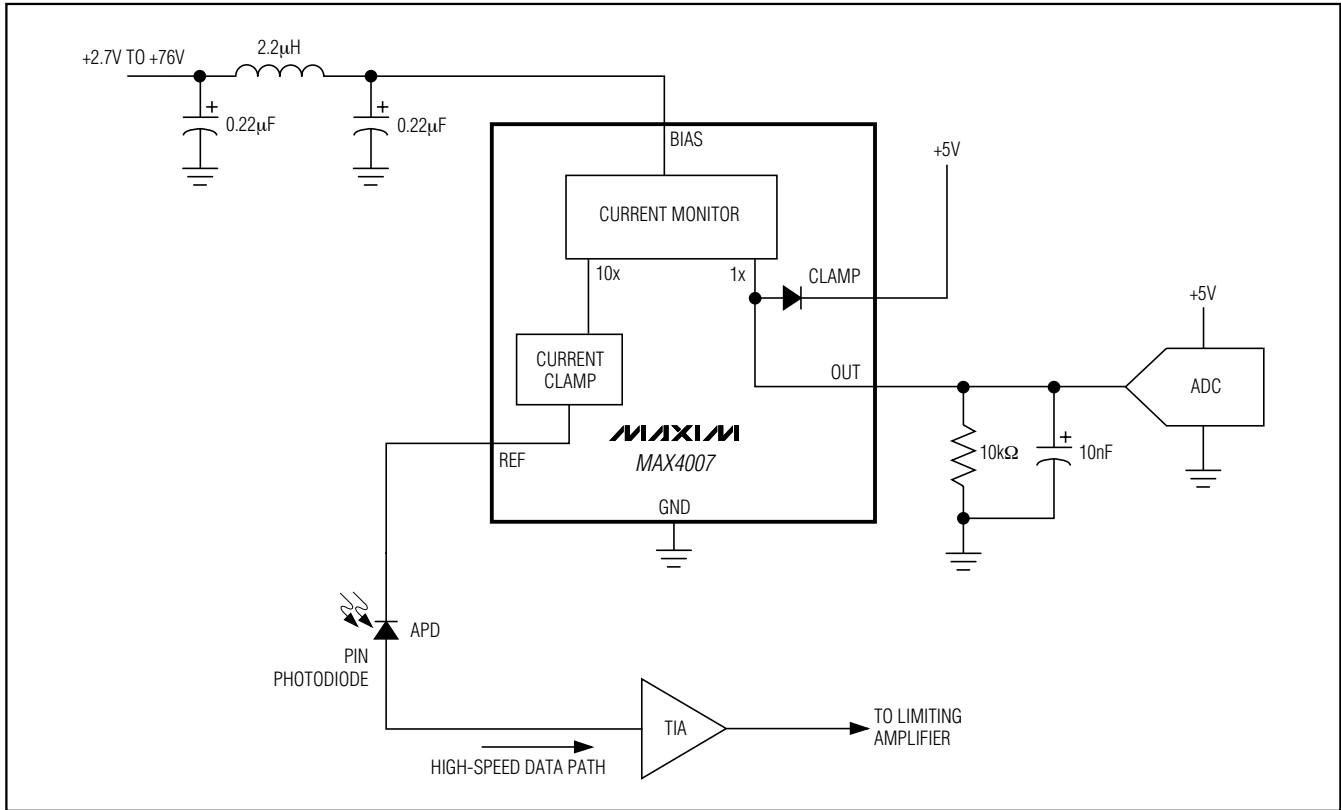 +2.7V TO +76V
2.2µH
+
0.22µF
+
0.22µF
BIAS
+5V
CURRENT MONITOR
10x
1x
CLAMP
+5V
CURRENT
CLAMP
OUT
ADC
MAXIM
MAX4007
REF
10kΩ
+
10nF
GND
APD
PIN
PHOTODIODE
TIA
TO LIMITING
AMPLIFIER
HIGH-SPEED DATA PATH